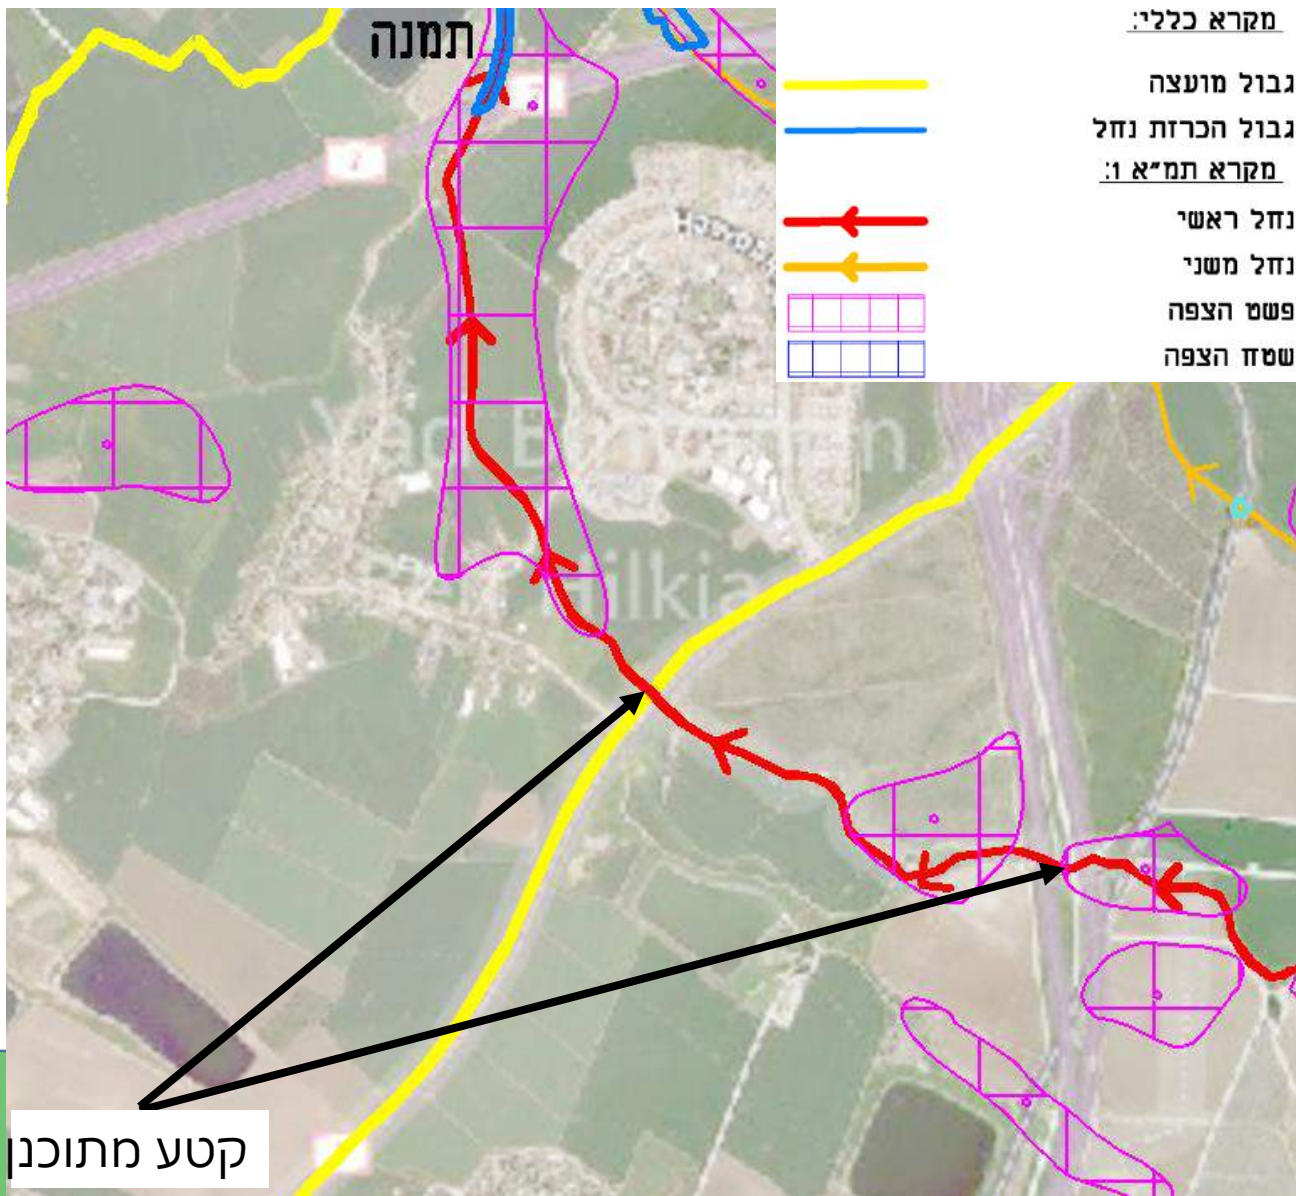 תמנה
מקרא כללי:
גבול מועצה
גבול הכרזת נחל
מקרא תמ"א 1:
נחל ראשי
נחל משני
פשט הצפה
שטח הצפה
קטע מתוכנן